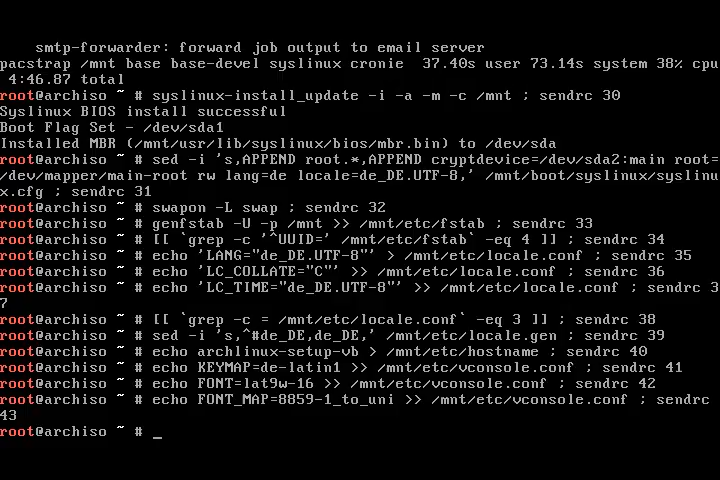 smtp-forwarder: forward job output to email server
pacstrap /mnt base base-devel syslinux cronie  37.40s user 73.14s system 38% cpu
 4:46.87 total
root@archiso ~ # syslinux-install_update -i -a -m -c /mnt ; sendrc 30
Syslinux BIOS install successful
Boot Flag Set - /dev/sda1
Installed MBR (/mnt/usr/lib/syslinux/bios/mbr.bin) to /dev/sda
root@archiso ~ # sed -i 's,APPEND root.*,APPEND cryptdevice=/dev/sda2:main root=
/dev/mapper/main-root rw lang=de locale=de_DE.UTF-8,' /mnt/boot/syslinux/syslinu
x.cfg ; sendrc 31
root@archiso ~ # swapon -L swap ; sendrc 32
root@archiso ~ # genfstab -U -p /mnt >> /mnt/etc/fstab ; sendrc 33
root@archiso ~ # [[ `grep -c '^UUID=' /mnt/etc/fstab` -eq 4 ]] ; sendrc 34
root@archiso ~ # echo 'LANG="de_DE.UTF-8"' > /mnt/etc/locale.conf ; sendrc 35
root@archiso ~ # echo 'LC_COLLATE="C"' >> /mnt/etc/locale.conf ; sendrc 36
root@archiso ~ # echo 'LC_TIME="de_DE.UTF-8"' >> /mnt/etc/locale.conf ; sendrc 3
7
root@archiso ~ # [[ `grep -c = /mnt/etc/locale.conf` -eq 3 ]] ; sendrc 38
root@archiso ~ # sed -i 's,^#de_DE,de_DE,' /mnt/etc/locale.gen ; sendrc 39
root@archiso ~ # echo archlinux-setup-vb > /mnt/etc/hostname ; sendrc 40
root@archiso ~ # echo KEYMAP=de-latin1 >> /mnt/etc/vconsole.conf ; sendrc 41
root@archiso ~ # echo FONT=lat9w-16 >> /mnt/etc/vconsole.conf ; sendrc 42
root@archiso ~ # echo FONT_MAP=8859-1_to_uni >> /mnt/etc/vconsole.conf ; sendrc
43
root@archiso ~ # _